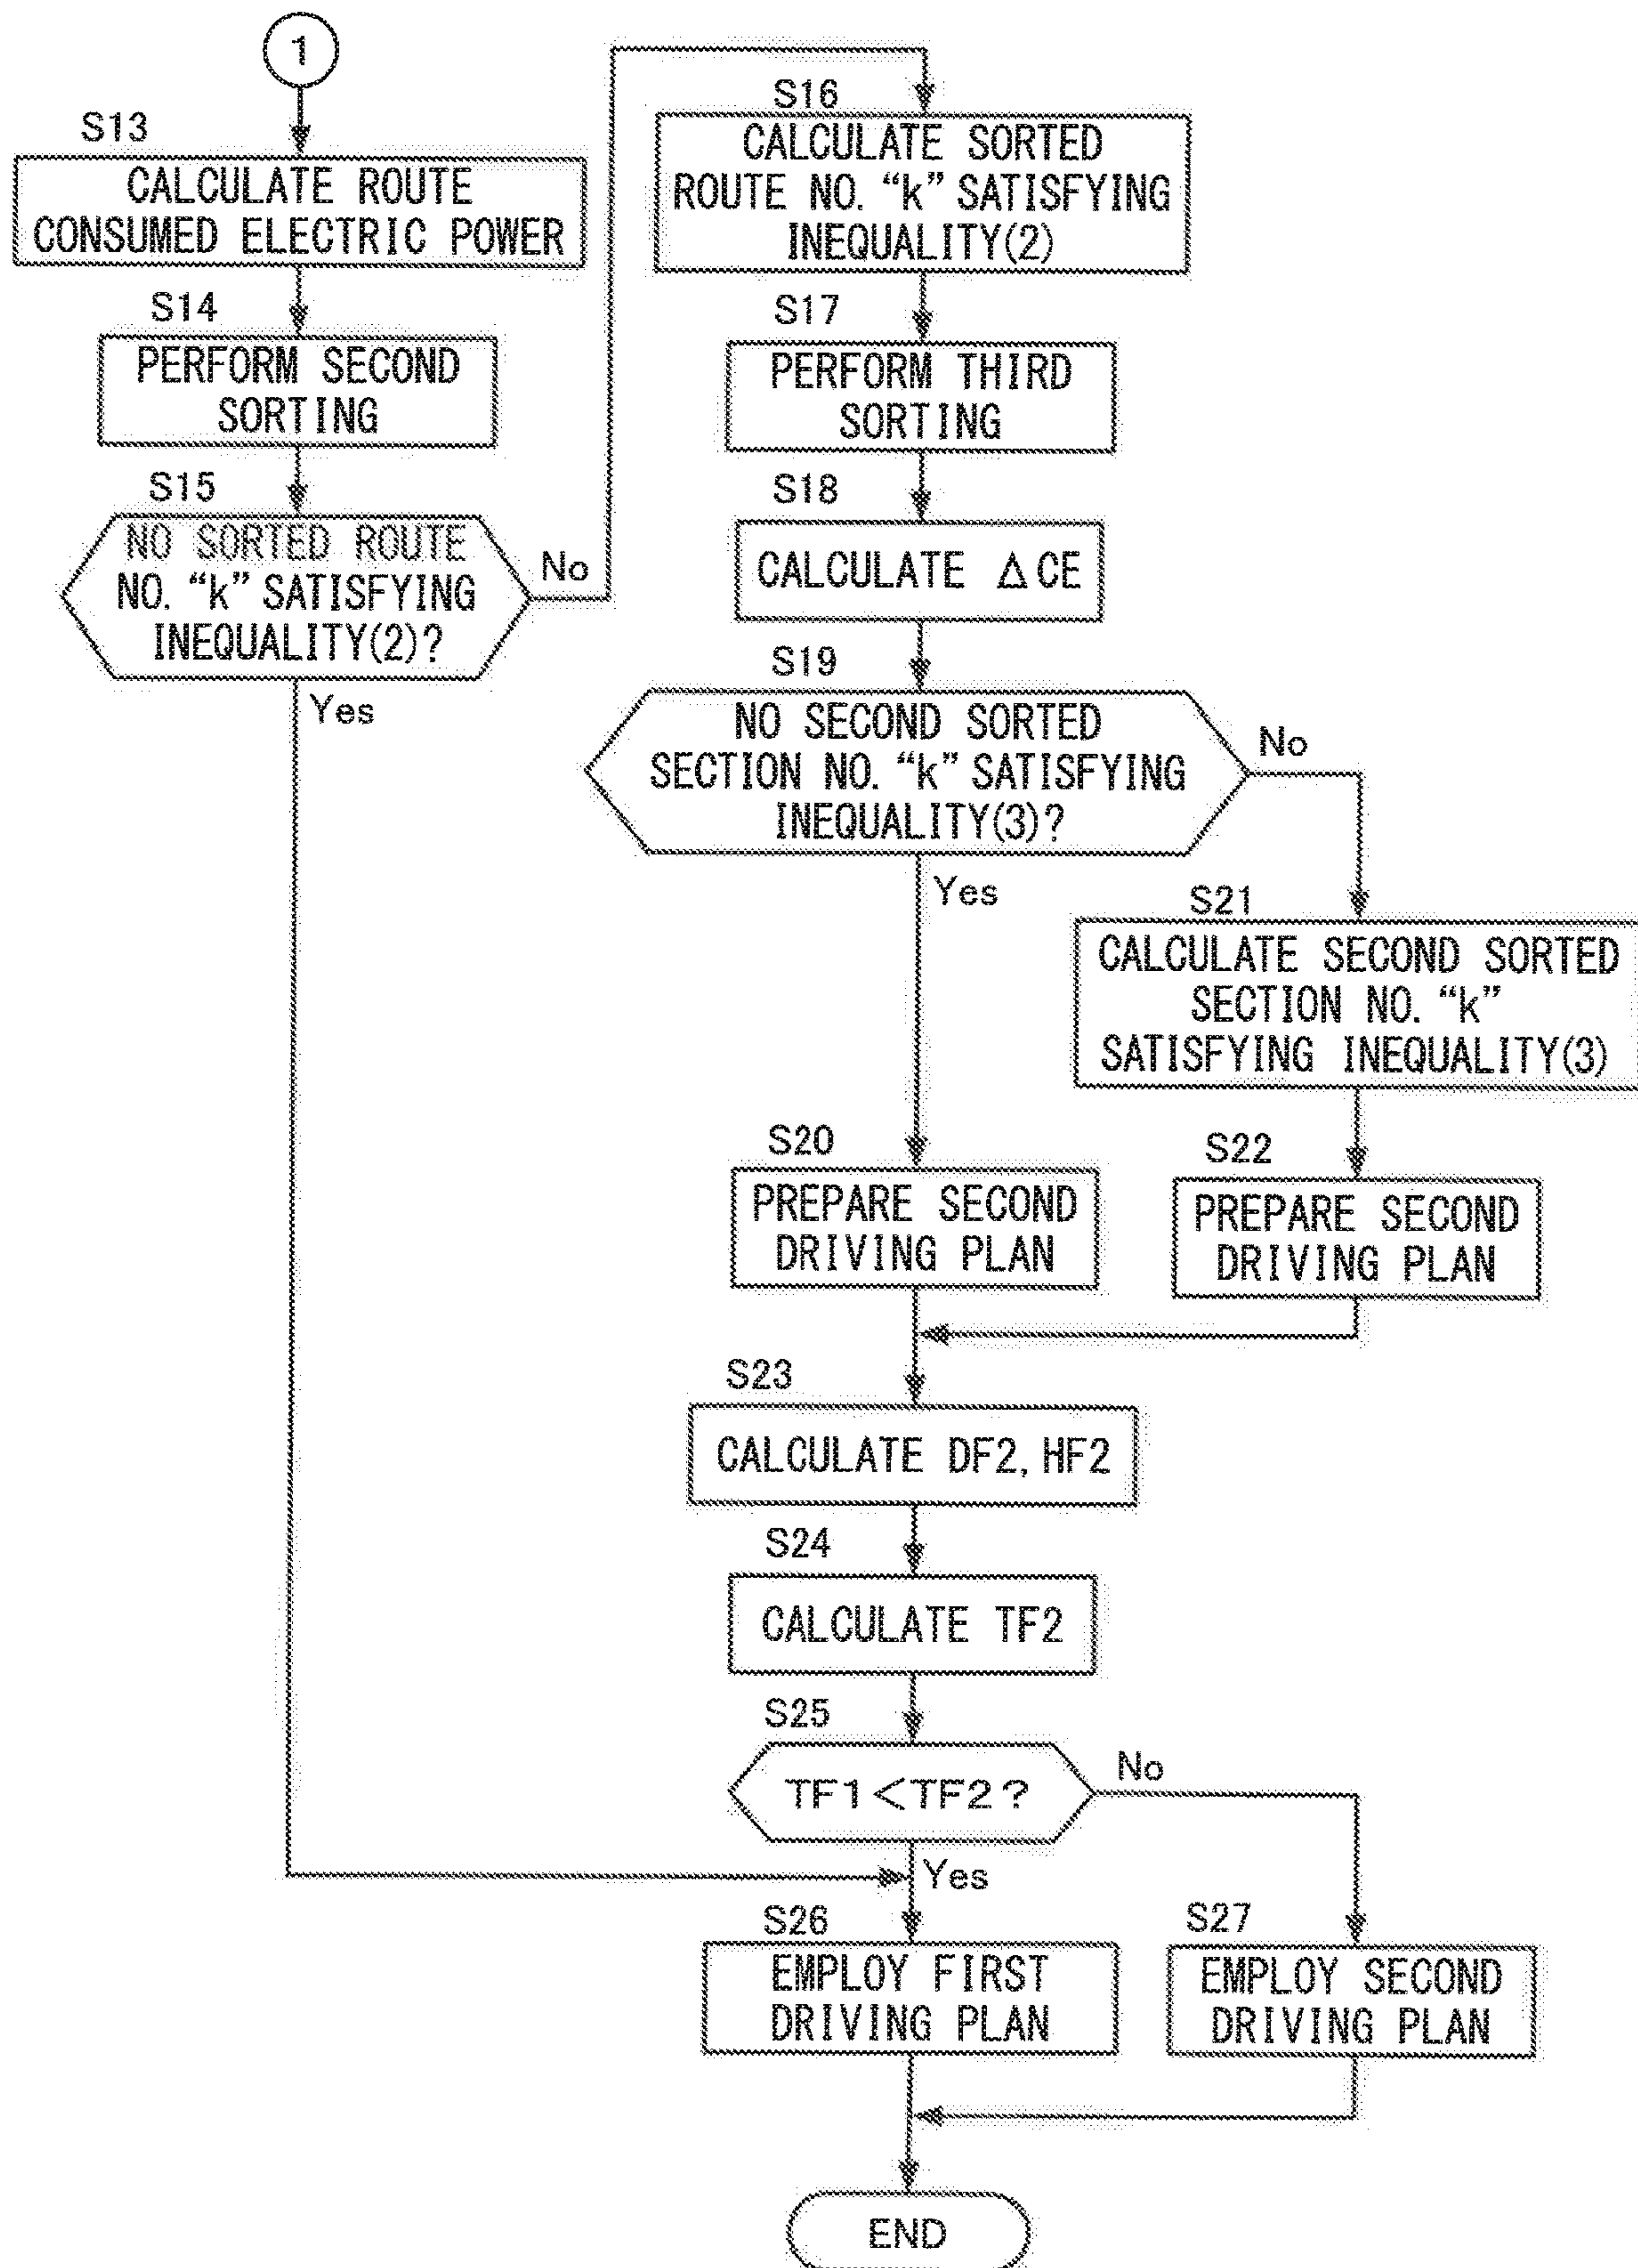 1
S13
CALCULATE ROUTE
CONSUMED ELECTRIC POWER
S14
PERFORM SECOND
SORTING
S15
NO SORTED ROUTE
NO. “k” SATISFYING
INEQUALITY(2)?
No
Yes
S16
CALCULATE SORTED
ROUTE NO. “k” SATISFYING
INEQUALITY(2)
S17
PERFORM THIRD
SORTING
S18
CALCULATE ΔCE
S19
NO SECOND SORTED
SECTION NO. “k” SATISFYING
INEQUALITY(3)?
No
Yes
S21
CALCULATE SECOND SORTED
SECTION NO. “k”
SATISFYING INEQUALITY(3)
S20
PREPARE SECOND
DRIVING PLAN
S22
PREPARE SECOND
DRIVING PLAN
S23
CALCULATE DF2, HF2
S24
CALCULATE TF2
S25
TF1<TF2?
No
Yes
S26
EMPLOY FIRST
DRIVING PLAN
S27
EMPLOY SECOND
DRIVING PLAN
END